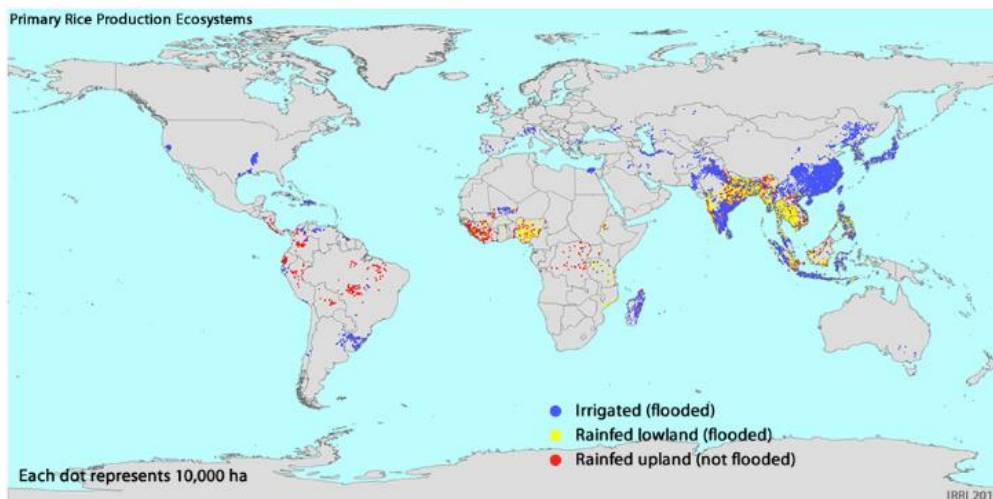 Primary Rice Production Ecosystems
Irrigated (flooded)
Rainfed lowland (flooded)
Rainfed upland (not flooded)
Each dot represents 10,000 ha
IRRI